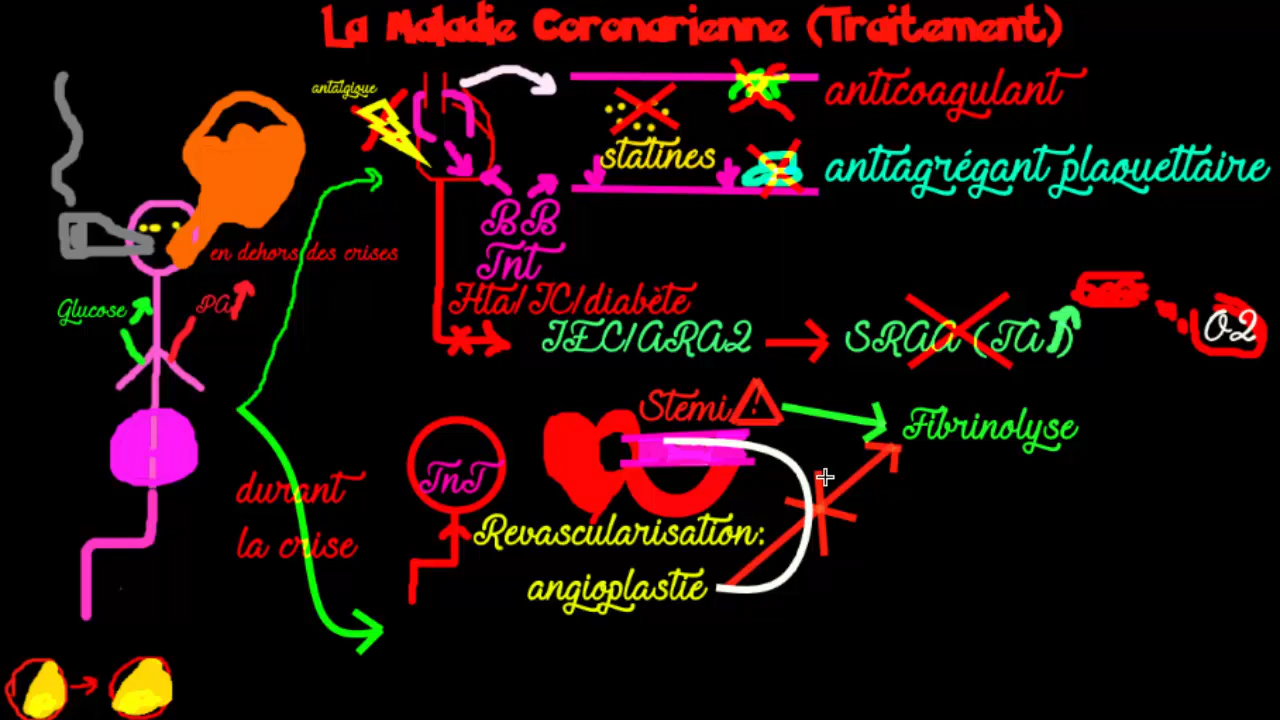 La Maladie Coronarienne (Traitement)
antalgique
anticoagulant
statines
antiagrégant plaquettaire
BB
Tnt
en dehors des crises
Glucose
PA
Hta/IC/diabète
IEC/ARA2
SRAA (TA)
O2
Stemi
!
Fibrinolyse
TnT
durant
la crise
Revascularisation:
angioplastie